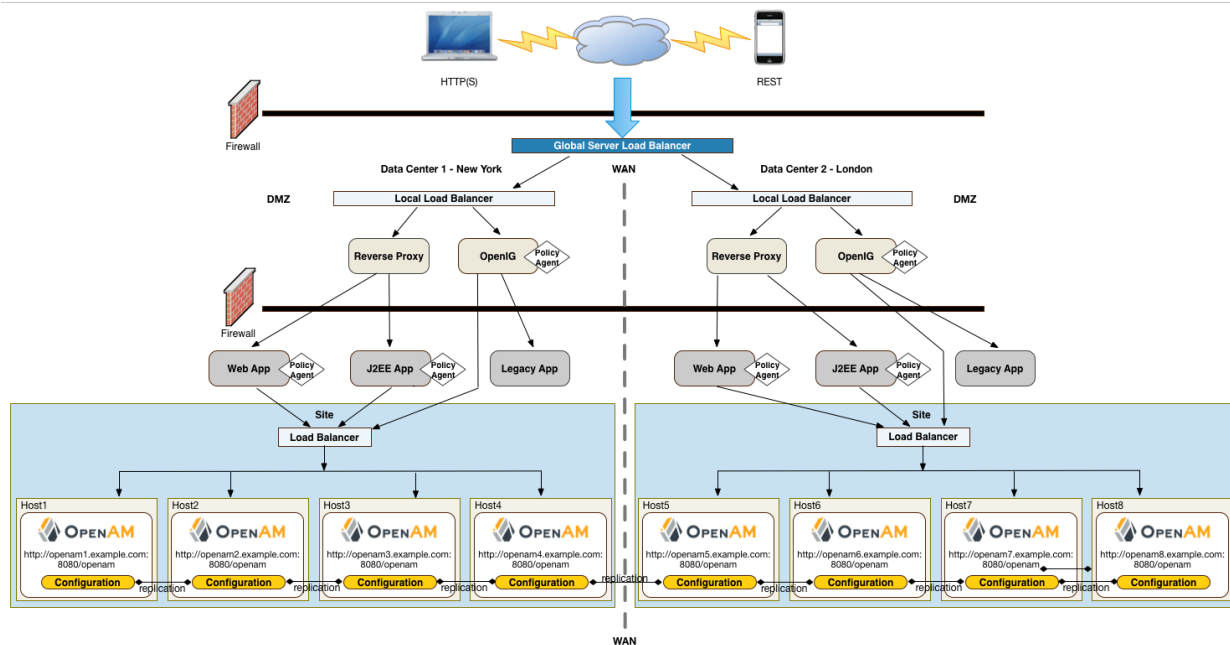 HTTP(S)
REST
Firewall
Global Server Load Balancer
Data Center 1 - New York
WAN
Data Center 2 - London
DMZ
Local Load Balancer
Local Load Balancer
DMZ
Reverse Proxy
OpenIG
Policy
Agent
Reverse Proxy
OpenIG
Policy
Agent
Firewall
Web App
Policy
Agent
J2EE App
Policy
Agent
Legacy App
Web App
Policy
Agent
J2EE App
Policy
Agent
Legacy App
Site
Load Balancer
Site
Load Balancer
Host1
OPENAM
http://openam1.example.com:
8080/openam
Configuration
replication
Host2
OPENAM
http://openam2.example.com:
8080/openam
Configuration
replication
Host3
OPENAM
http://openam3.example.com:
8080/openam
Configuration
replication
Host4
OPENAM
http://openam4.example.com:
8080/openam
Configuration
replication
Host5
OPENAM
http://openam5.example.com:
8080/openam
Configuration
replication
Host6
OPENAM
http://openam6.example.com:
8080/openam
Configuration
replication
Host7
OPENAM
http://openam7.example.com:
8080/openam
Configuration
replication
Host8
OPENAM
http://openam8.example.com:
8080/openam
Configuration
WAN